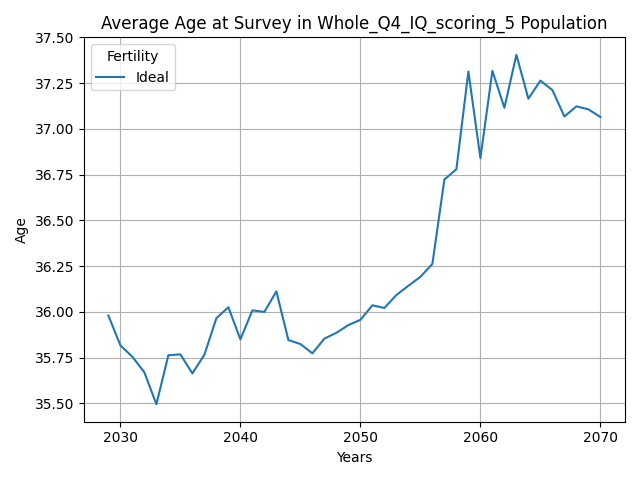 Average Age at Survey in Whole_Q4_IQ_scoring_5 Population
Fertility
Ideal
37.50
37.25
37.00
36.75
36.50
36.25
36.00
35.75
35.50
Age
2030 2040 2050 2060 2070
Years